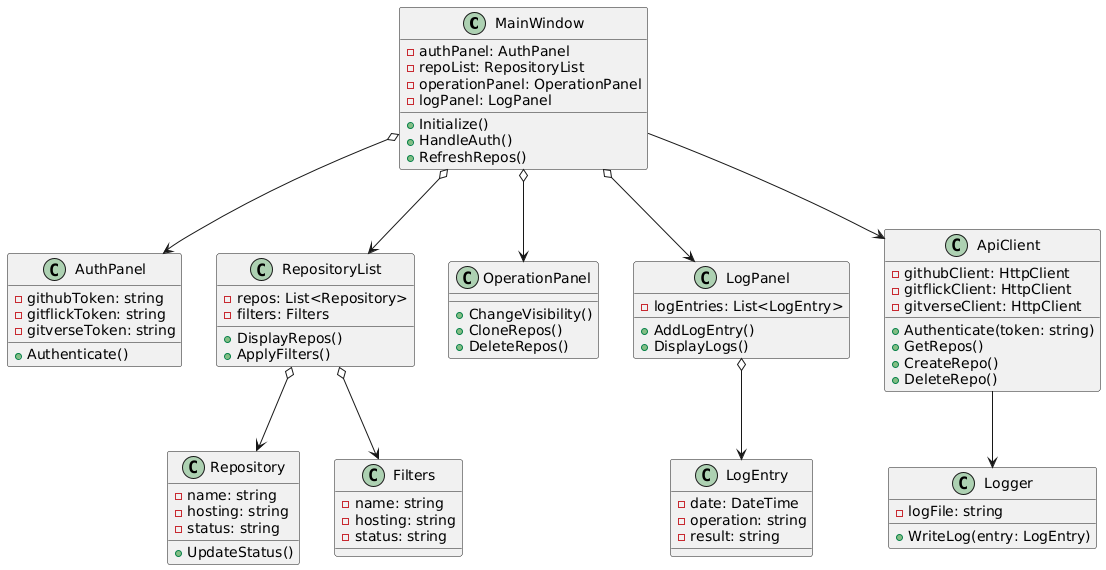 C MainWindow
authPanel: AuthPanel
repoList: RepositoryList
operationPanel: OperationPanel
logPanel: LogPanel
Initialize()
HandleAuth()
RefreshRepos()
C AuthPanel
githubToken: string
gitflickToken: string
gitverseToken: string
Authenticate()
C RepositoryList
repos: List<Repository>
filters: Filters
DisplayRepos()
ApplyFilters()
C OperationPanel
ChangeVisibility()
CloneRepos()
DeleteRepos()
C LogPanel
logEntries: List<LogEntry>
AddLogEntry()
DisplayLogs()
C ApiClient
githubClient: HttpClient
gitflickClient: HttpClient
gitverseClient: HttpClient
Authenticate(token: string)
GetRepos()
CreateRepo()
DeleteRepo()
C Repository
name: string
hosting: string
status: string
UpdateStatus()
C Filters
name: string
hosting: string
status: string
C LogEntry
date: DateTime
operation: string
result: string
C Logger
logFile: string
WriteLog(entry: LogEntry)